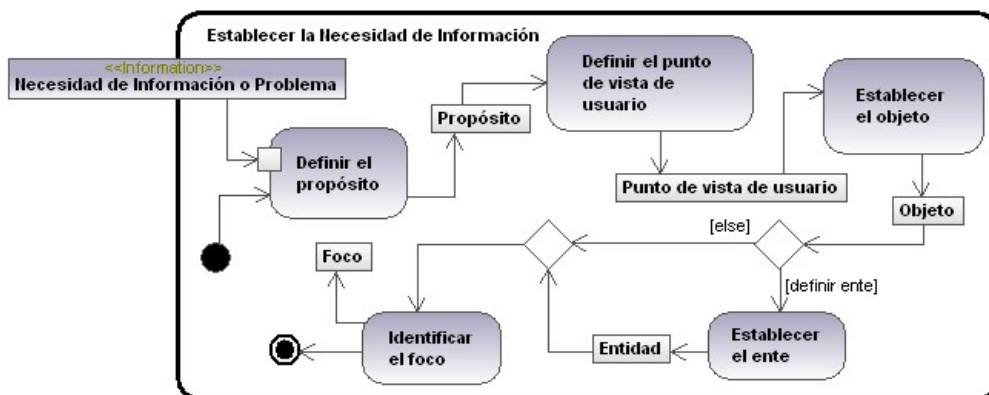 Establecer la Necesidad de Información
<<Information>>
Necesidad de Información o Problema
Definir el
propósito
Propósito
Definir el punto
de vista de
usuario
Punto de vista de usuario
Establecer
el objeto
Objeto
[else]
[definir ente]
Establecer
el ente
Entidad
Identificar
el foco
Foco